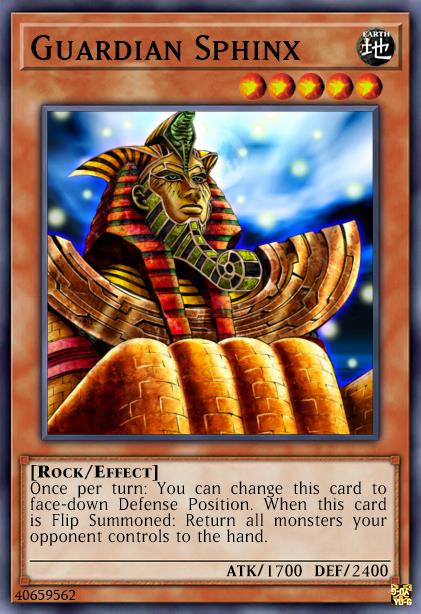 GUARDIAN SPHINX
EARTH
地
[ROCK/EFFECT]
Once per turn: You can change this card to
face-down Defense Position. When this card
is Flip Summoned: Return all monsters your
opponent controls to the hand.
ATK/1700 DEF/2400
40659562